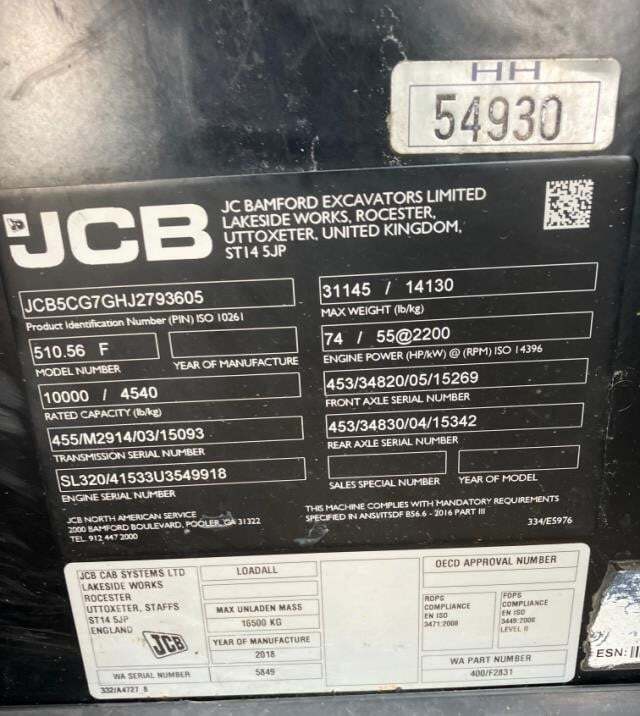 HH
54930
JCB
JC BAMFORD EXCAVATORS LIMITED
LAKESIDE WORKS, ROCESTER,
UTTOXETER, UNITED KINGDOM,
ST14 5JP
JCB5CG7GHJ2793605
Product Identification Number (PIN) ISO 10261
510.56 F
MODEL NUMBER
YEAR OF MANUFACTURE
10000 / 4540
RATED CAPACITY (lb/kg)
455/M2914/03/15093
TRANSMISSION SERIAL NUMBER
SL320/41533U3549918
ENGINE SERIAL NUMBER
31145 / 14130
MAX WEIGHT (lb/kg)
74 / 55@2200
ENGINE POWER (HP/kW) @ (RPM) ISO 14396
453/34820/05/15269
FRONT AXLE SERIAL NUMBER
453/34830/04/15342
REAR AXLE SERIAL NUMBER
SALES SPECIAL NUMBER
YEAR OF MODEL
JCB NORTH AMERICAN SERVICE
2000 BAMFORD BOULEVARD, POOLER, GA 31322
TEL. 912 447 2000
THIS MACHINE COMPLIES WITH MANDATORY REQUIREMENTS
SPECIFIED IN ANSI/ITSDF B56.6 - 2016 PART III
334/E5976
JCB CAB SYSTEMS LTD
LAKESIDE WORKS
ROCESTER
UTTOXETER, STAFFS
ST14 5JP
ENGLAND
JCB
WA SERIAL NUMBER
332/A4727 8
LOADALL
MAX UNLADEN MASS
16500 KG
YEAR OF MANUFACTURE
2018
5849
OECD APPROVAL NUMBER
ROPS
COMPLIANCE
EN ISO
3471:2008
FOPS
COMPLIANCE
EN ISO
3449:2008
LEVEL II
WA PART NUMBER
400/F2831
ESN: